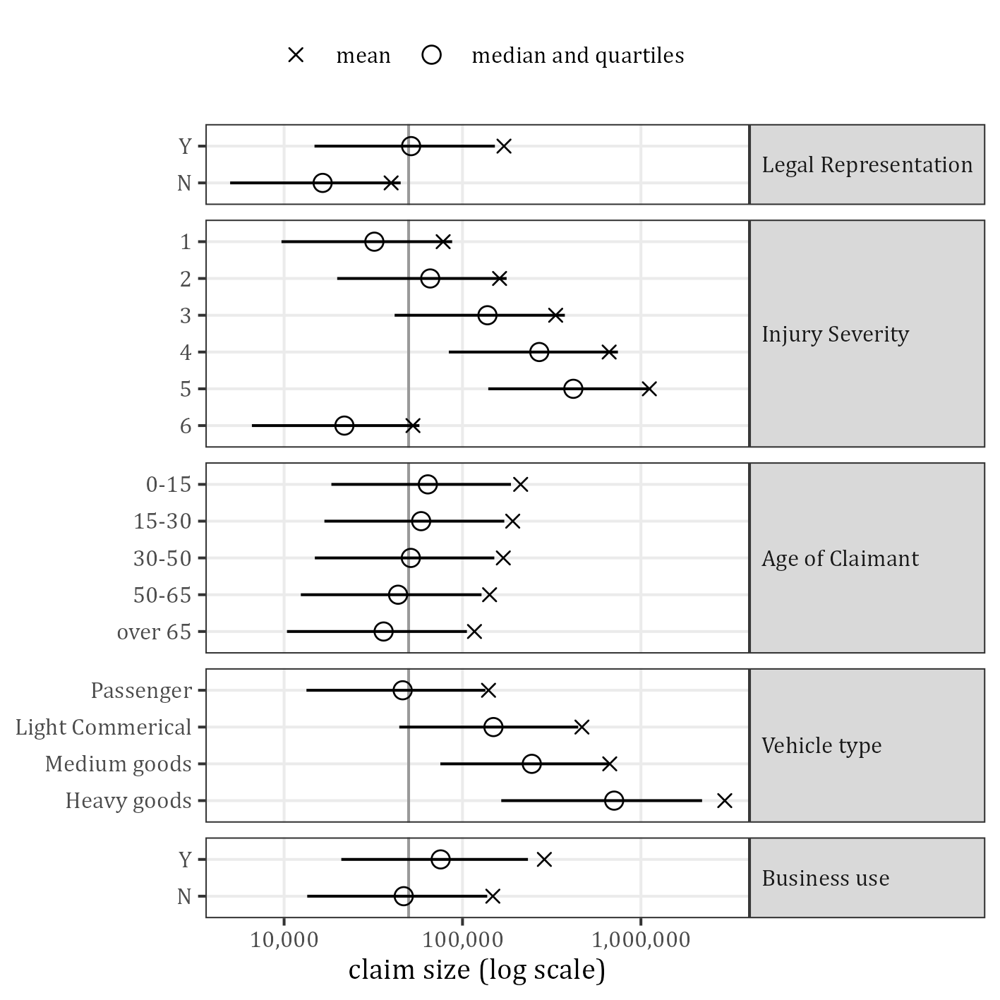 mean
median and quartiles
Y
N
Legal Representation
1
2
3
4
5
6
Injury Severity
0-15
15-30
30-50
50-65
over 65
Age of Claimant
Passenger
Light Commerical
Medium goods
Heavy goods
Vehicle type
Y
N
Business use
10,000 100,000 1,000,000
claim size (log scale)